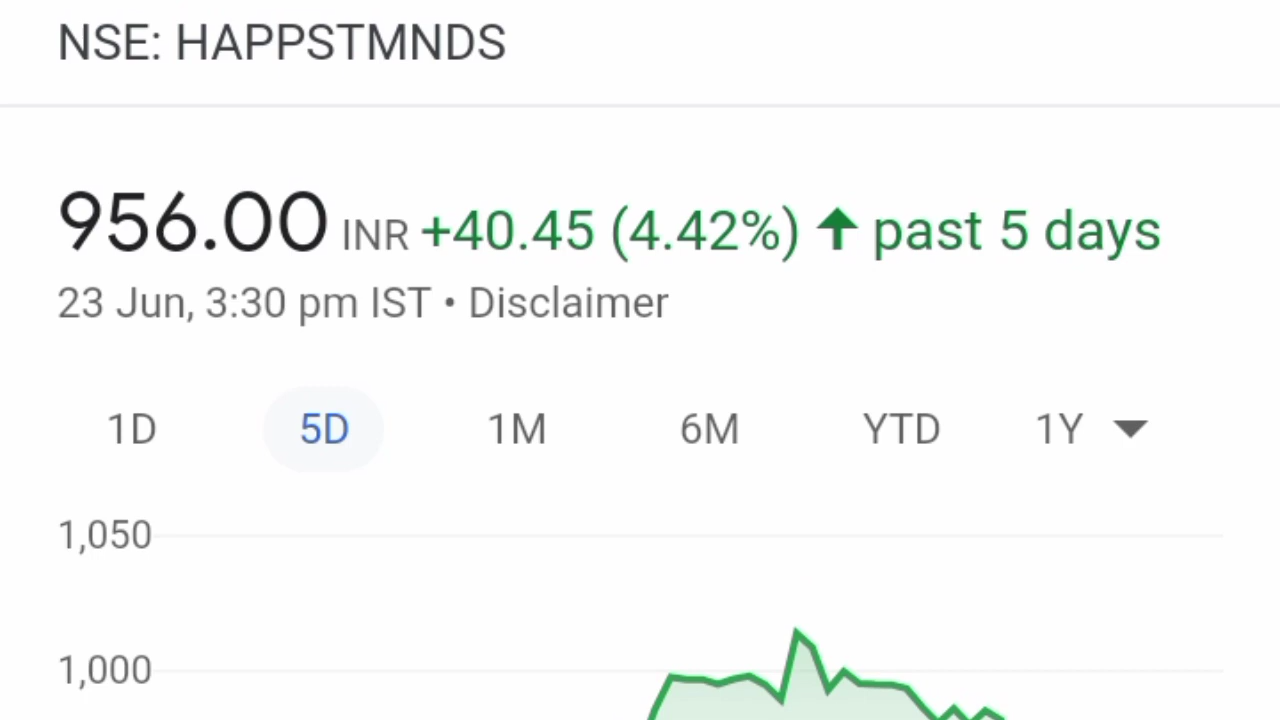 NSE: HAPPSTMNDS
956.00 INR +40.45 (4.42%) ↑ past 5 days
23 Jun, 3:30 pm IST • Disclaimer
1D 5D 1M 6M YTD 1Y
1,050
1,000